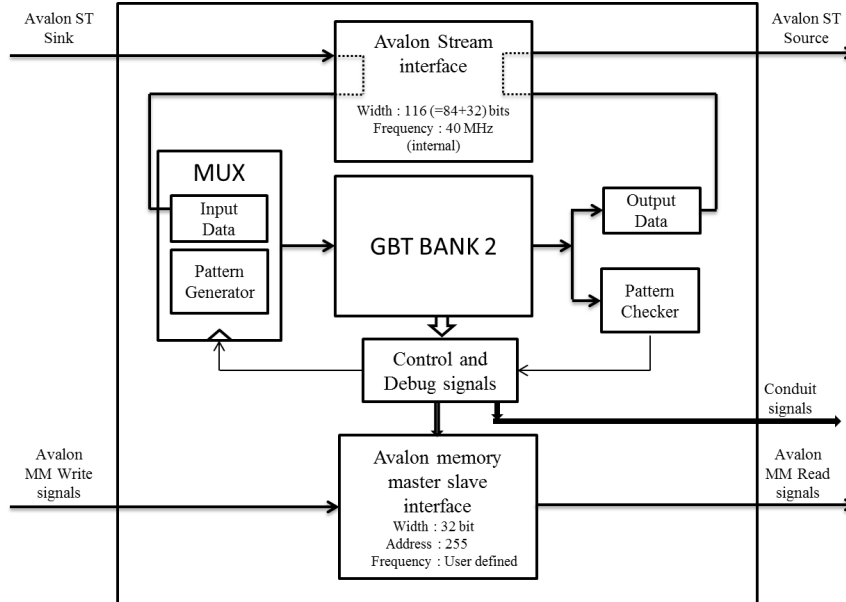 Avalon ST
Sink
Avalon ST
Source
Avalon Stream
interface
Width : 116 (=84+32) bits
Frequency : 40 MHz
(internal)
MUX
Input
Data
Pattern
Generator
GBT BANK 2
Output
Data
Pattern
Checker
Control and
Debug signals
Conduit
signals
Avalon
MM Write
signals
Avalon memory
master slave
interface
Width : 32 bit
Address : 255
Frequency : User defined
Avalon
MM Read
signals